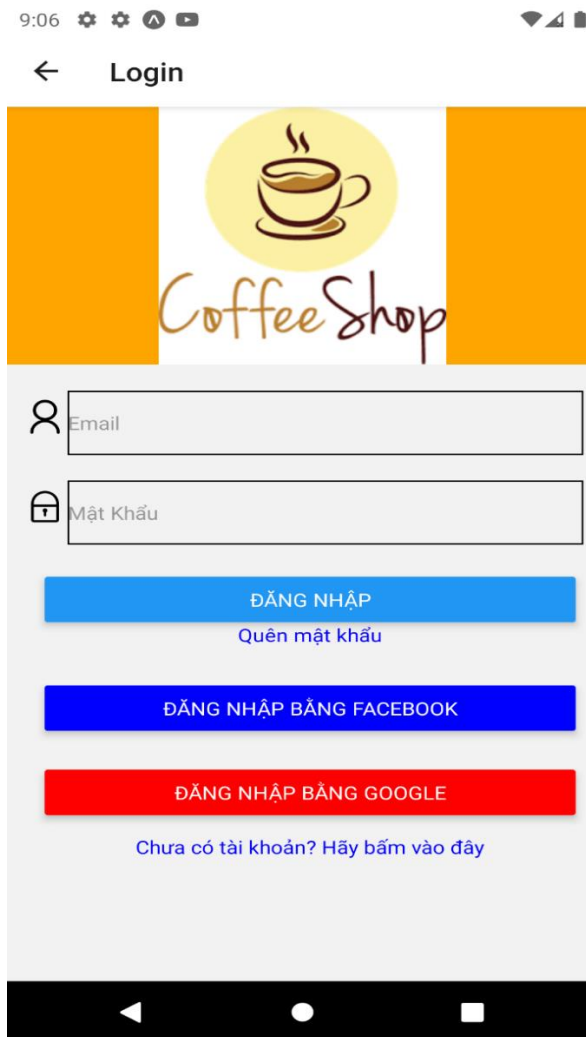 9:06
Login
CoffeeShop
Email
Mật Khẩu
ĐĂNG NHẬP
Quên mật khẩu
ĐĂNG NHẬP BẰNG FACEBOOK
ĐĂNG NHẬP BẰNG GOOGLE
Chưa có tài khoản? Hãy bấm vào đây